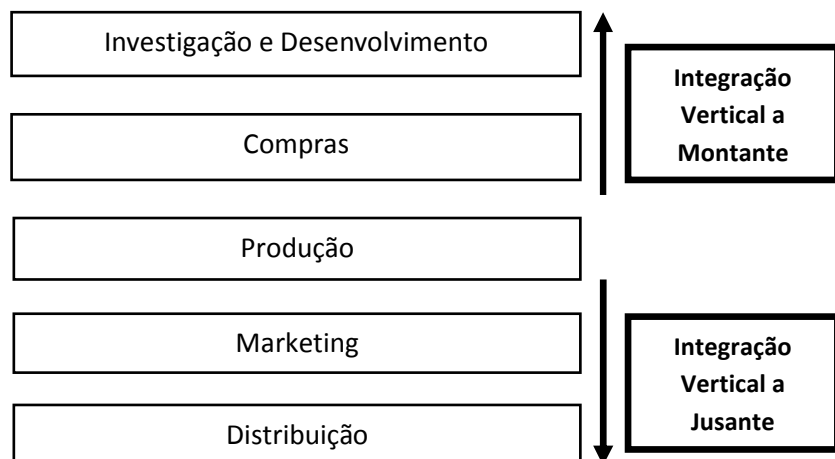 Investigação e Desenvolvimento
Compras
Produção
Marketing
Distribuição
Integração
Vertical a
Montante
Integração
Vertical a
Jusante